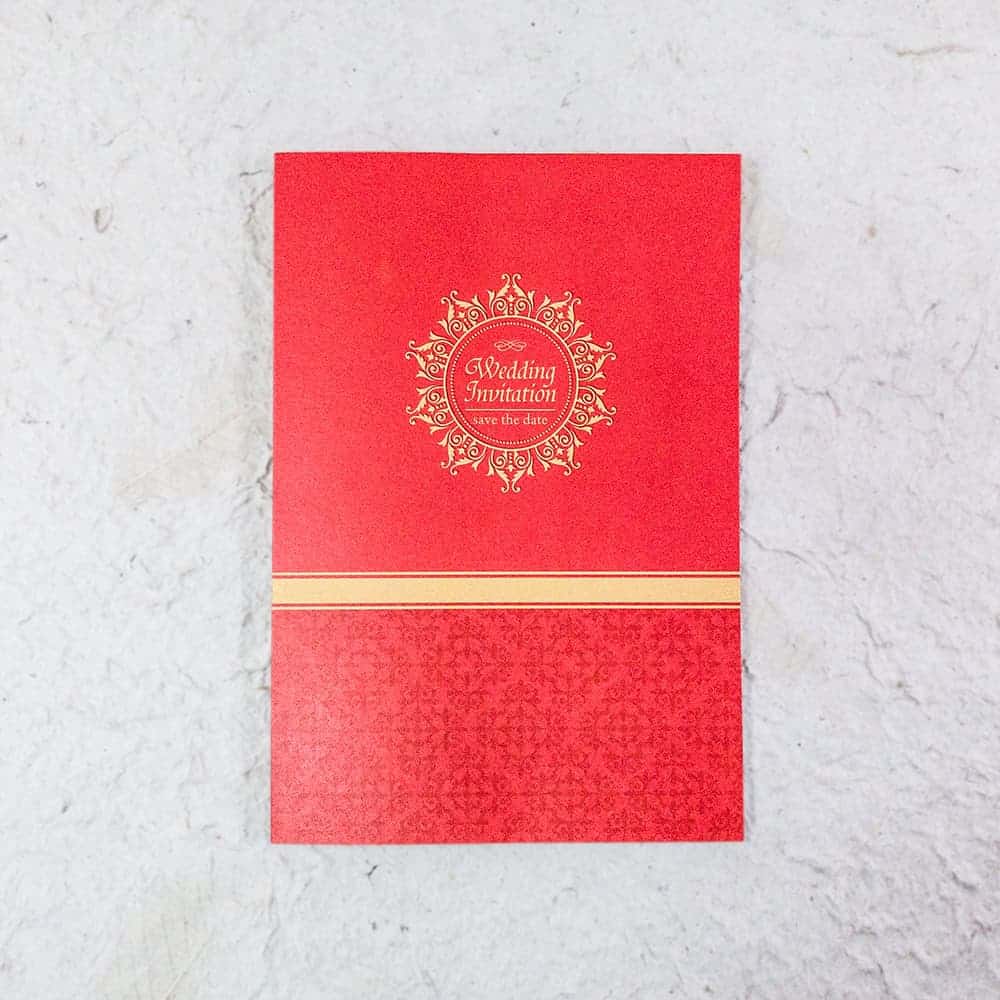 Wedding
Invitation
save the date